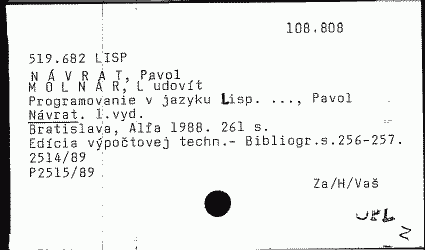 108.808
519.682 LISP
N Á V R A T, Pavol
M O L N Á R, Ľ udovít
Programovanie v jazyku Lisp. ..., Pavol
Návrat. 1.vyd.
Bratislava, Alfa 1988. 261 s.
Edícia výpočtovej techn.- Bibliogr.s.256-257.
2514/89
P2515/89
Za/H/Vaš